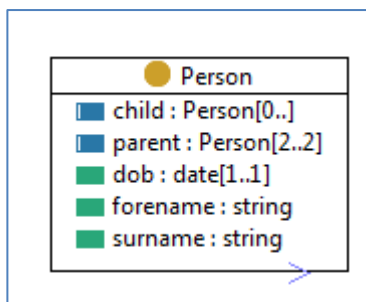 Person
child : Person[0..]
parent : Person[2..2]
dob : date[1..1]
forename : string
surname : string